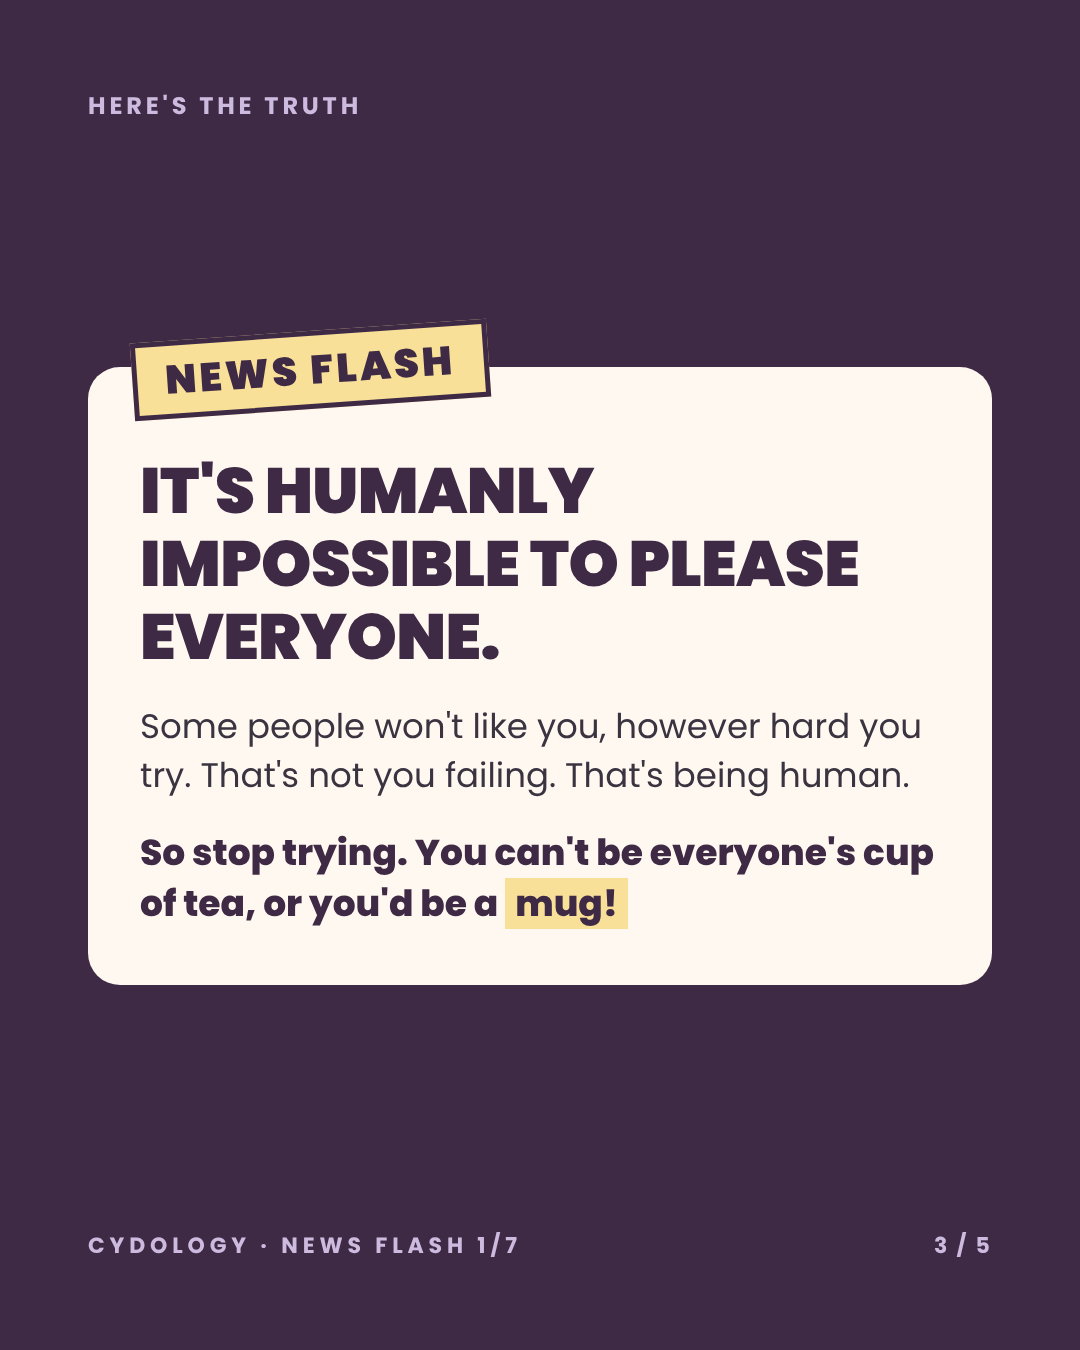 HERE'S THE TRUTH
NEWS FLASH
IT'S HUMANLY
IMPOSSIBLE TO PLEASE
EVERYONE.
Some people won't like you, however hard you
try. That's not you failing. That's being human.
So stop trying. You can't be everyone's cup
of tea, or you'd be a mug!
CYDOLOGY · NEWS FLASH 1/7
3 / 5